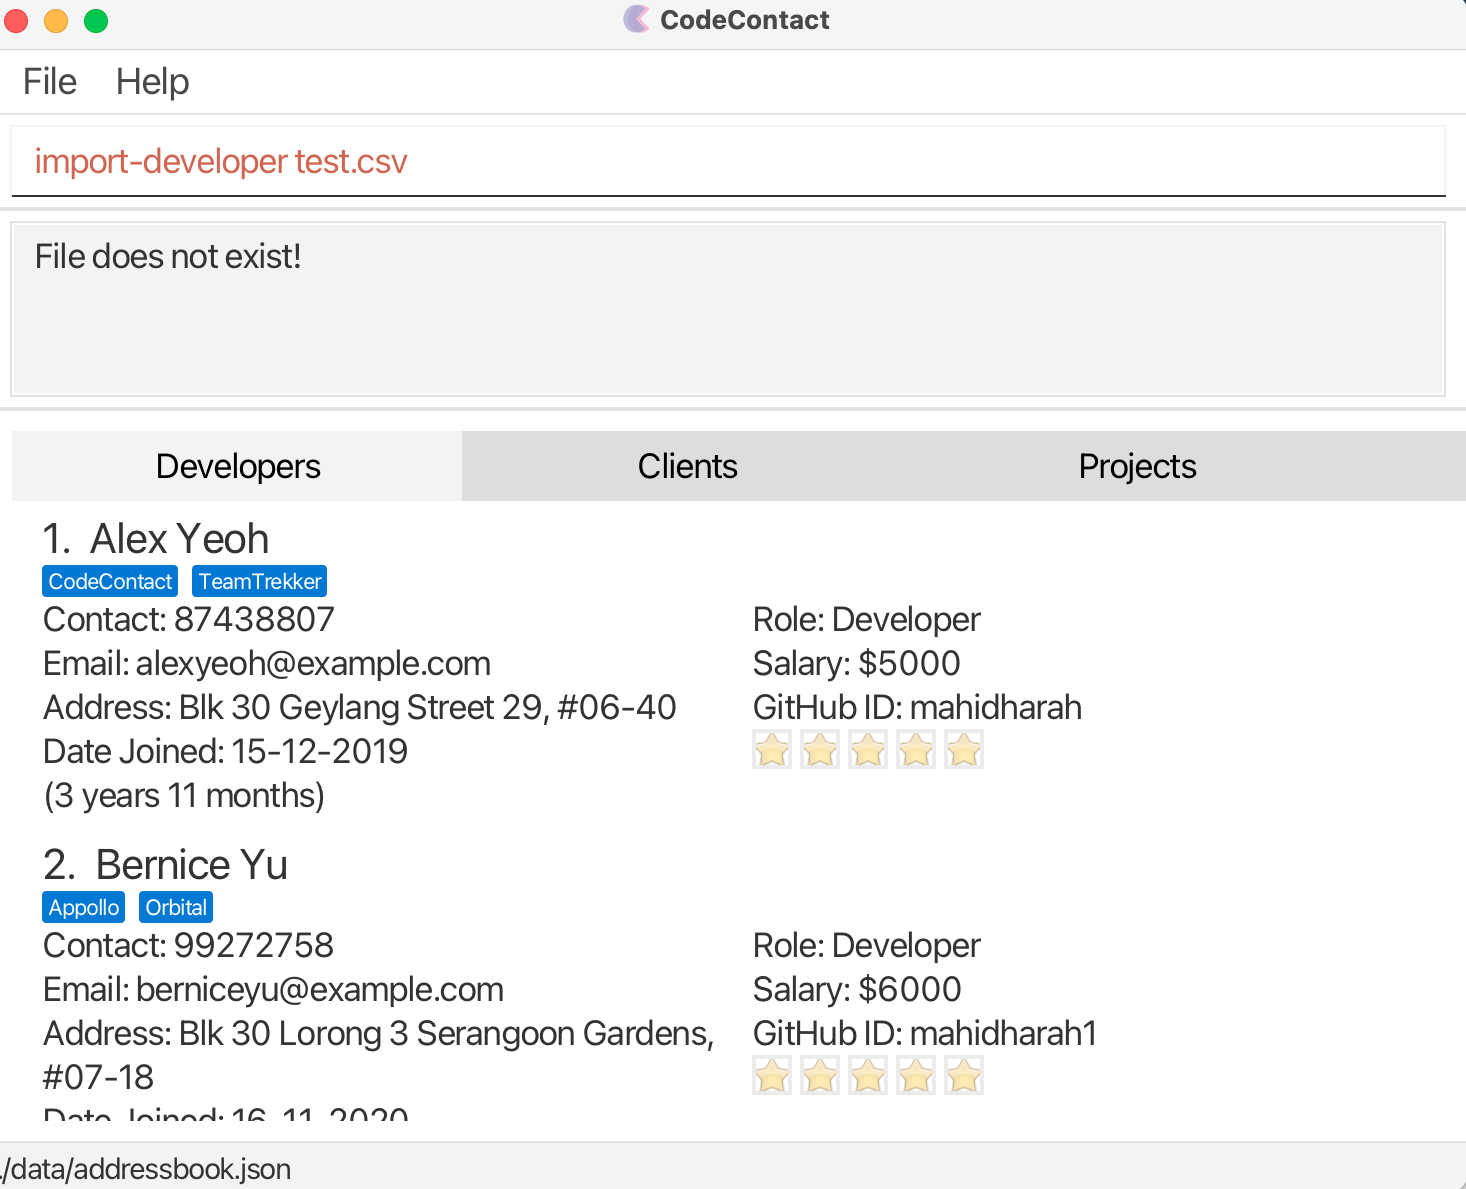 CodeContact
File Help
import-developer test.csv
File does not exist!
Developers Clients Projects
1. Alex Yeoh
CodeContact TeamTrekker
Contact: 87438807
Email: alexyeoh@example.com
Address: Blk 30 Geylang Street 29, #06-40
Date Joined: 15-12-2019
(3 years 11 months)
Role: Developer
Salary: $5000
GitHub ID: mahidharah
2. Bernice Yu
Appollo Orbital
Contact: 99272758
Email: berniceyu@example.com
Address: Blk 30 Lorong 3 Serangoon Gardens,
#07-18
Date Joined: 16-11-2020
Role: Developer
Salary: $6000
GitHub ID: mahidharah1
./data/addressbook.json